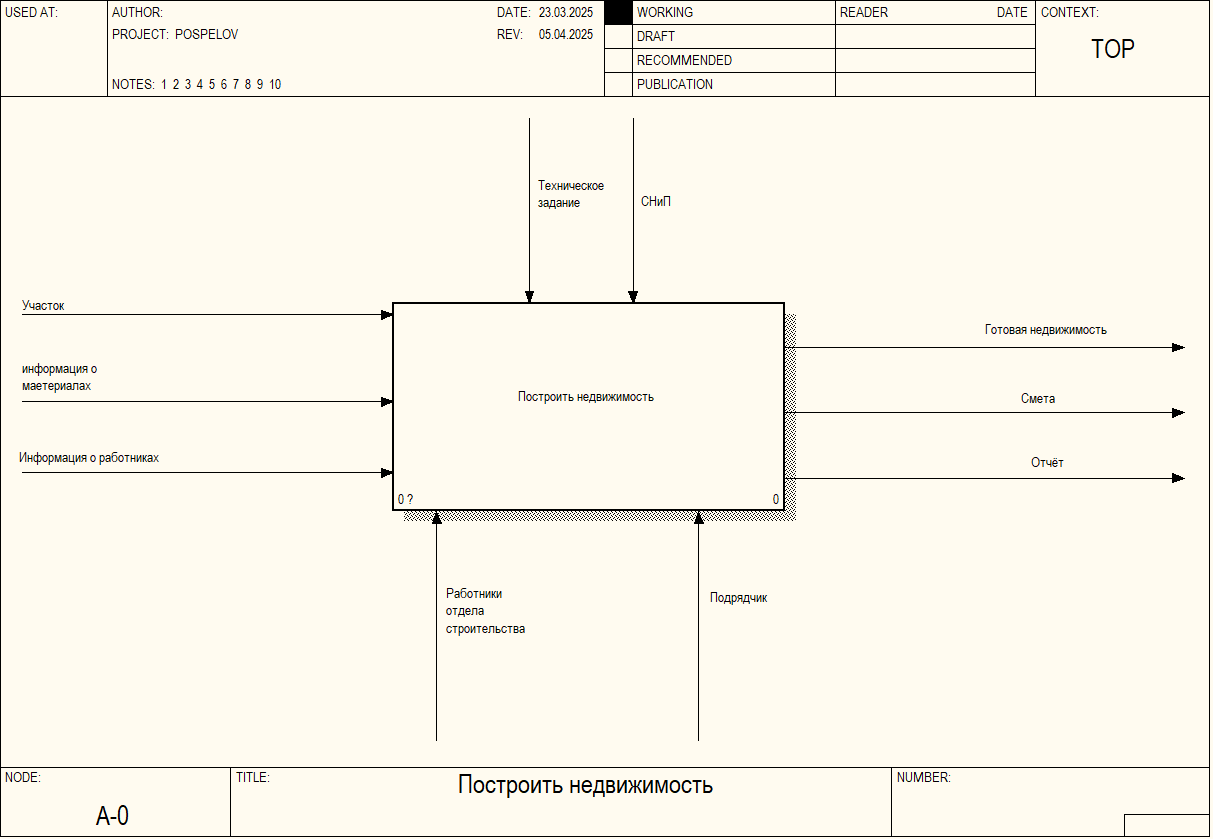 USED AT:
AUTHOR:
DATE: 23.03.2025
WORKING
READER
DATE
CONTEXT:
PROJECT: POSPELOV
REV: 05.04.2025
DRAFT
TOP
RECOMMENDED
NOTES: 1 2 3 4 5 6 7 8 9 10
PUBLICATION
Техническое
задание
СНиП
Участок
Готовая недвижимость
информация о
маетериалах
Построить недвижимость
Смета
Информация о работниках
Отчёт
0 ?
0
Работники
отдела
строительства
Подрядчик
NODE:
TITLE:
Построить недвижимость
NUMBER:
A-0